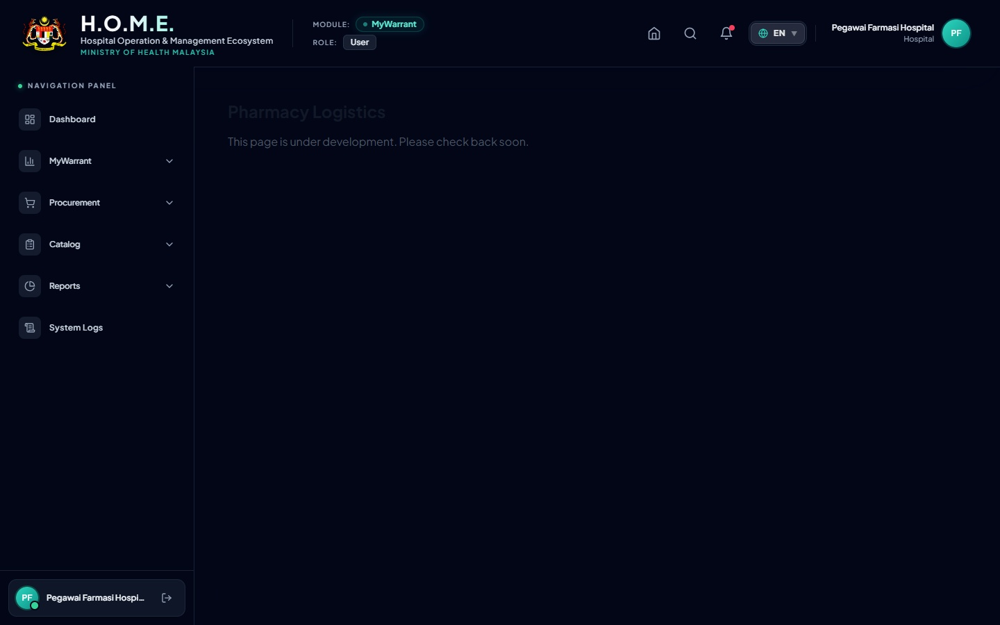 H.O.M.E.
Hospital Operation & Management Ecosystem
MINISTRY OF HEALTH MALAYSIA
MODULE: MyWarrant
ROLE: User
EN
Pegawai Farmasi Hospital
Hospital
PF
NAVIGATION PANEL
Dashboard
MyWarrant
Procurement
Catalog
Reports
System Logs
Pharmacy Logistics
This page is under development. Please check back soon.
PF
Pegawai Farmasi Hospi...